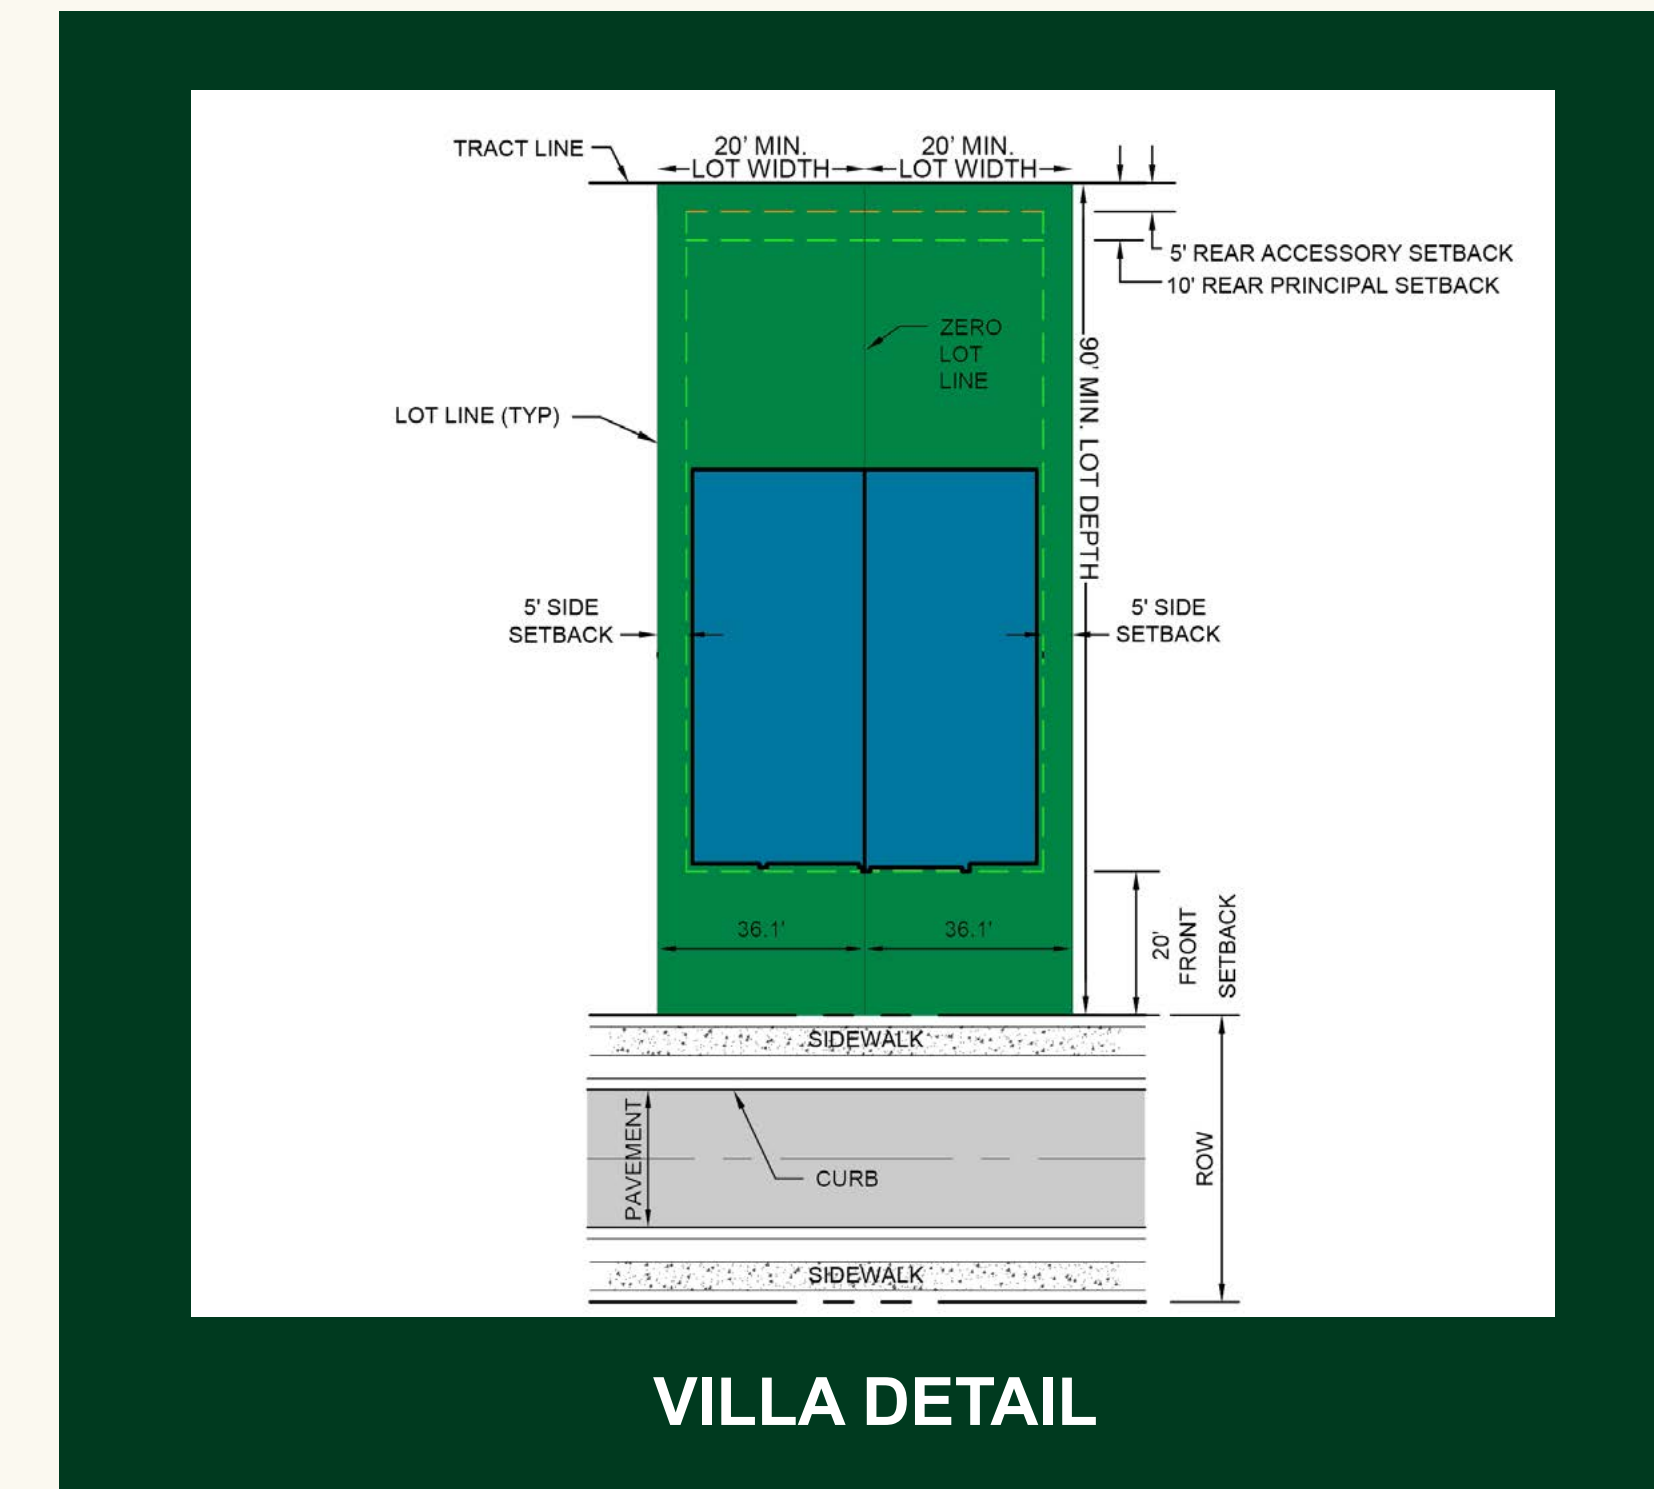 TRACT LINE
20' MIN.
LOT WIDTH
20' MIN.
LOT WIDTH
5' REAR ACCESSORY SETBACK
10' REAR PRINCIPAL SETBACK
ZERO
LOT
LINE
90' MIN. LOT DEPTH
LOT LINE (TYP)
5' SIDE
SETBACK
5' SIDE
SETBACK
36.1'
36.1'
20'
FRONT
SETBACK
SIDEWALK
PAVEMENT
CURB
ROW
SIDEWALK
VILLA DETAIL